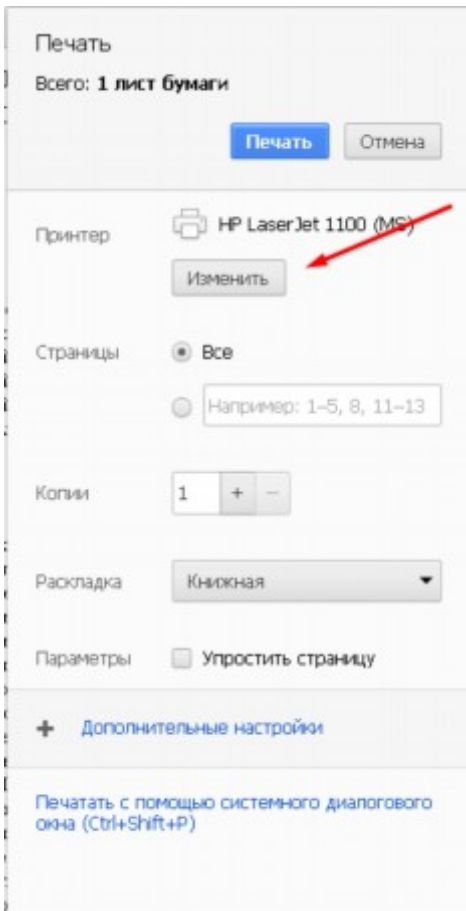 Печать
Всего: 1 лист бумаги
Печать Отмена
Принтер HP LaserJet 1100 (MS)
Изменить
Страницы Все
Например: 1–5, 8, 11–13
Копии 1 + –
Раскладка Книжная
Параметры Упростить страницу
+ Дополнительные настройки
Печатать с помощью системного диалогового
окна (Ctrl+Shift+P)